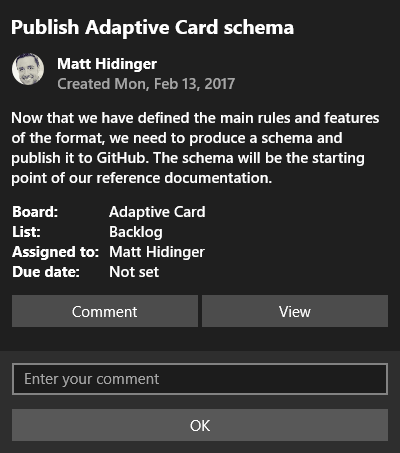 Publish Adaptive Card schema
Matt Hidinger
Created Mon, Feb 13, 2017
Now that we have defined the main rules and features
of the format, we need to produce a schema and
publish it to GitHub. The schema will be the starting
point of our reference documentation.
Board: Adaptive Card
List: Backlog
Assigned to: Matt Hidinger
Due date: Not set
Comment View
Enter your comment
OK